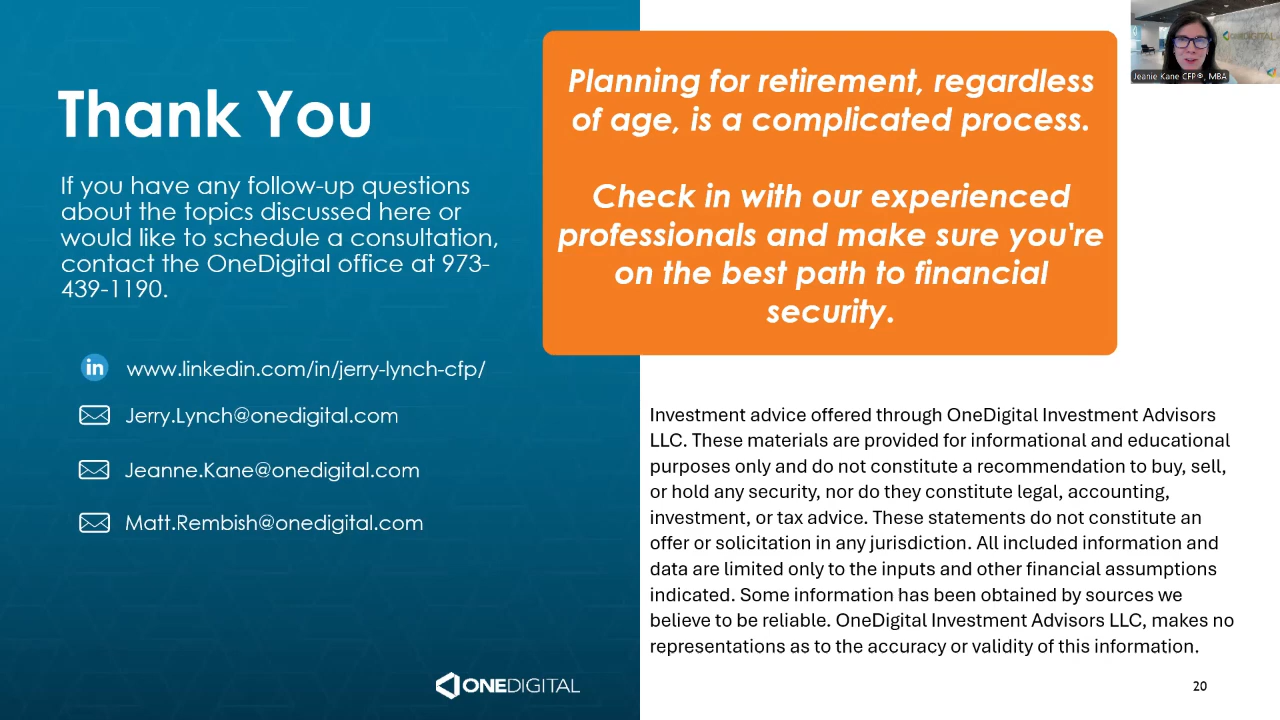 Thank You
If you have any follow-up questions
about the topics discussed here or
would like to schedule a consultation,
contact the OneDigital office at 973-
439-1190.
in
www.linkedin.com/in/jerry-lynch-cfp/
Jerry.Lynch@onedigital.com
Jeanne.Kane@onedigital.com
Matt.Rembish@onedigital.com
ONEDIGITAL
Planning for retirement, regardless
of age, is a complicated process.
Check in with our experienced
professionals and make sure you're
on the best path to financial
security.
ONEDIGITAL
Jeanie Kane CFP®, MBA
Investment advice offered through OneDigital Investment Advisors
LLC. These materials are provided for informational and educational
purposes only and do not constitute a recommendation to buy, sell,
or hold any security, nor do they constitute legal, accounting,
investment, or tax advice. These statements do not constitute an
offer or solicitation in any jurisdiction. All included information and
data are limited only to the inputs and other financial assumptions
indicated. Some information has been obtained by sources we
believe to be reliable. OneDigital Investment Advisors LLC, makes no
representations as to the accuracy or validity of this information.
20